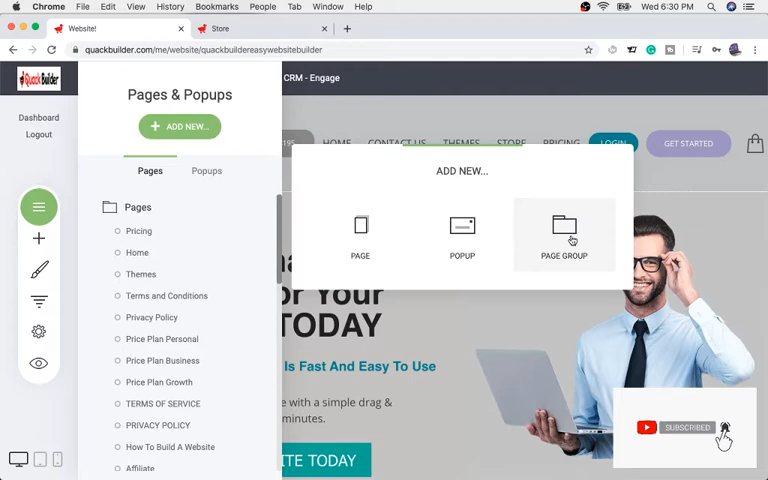 Chrome File Edit View History Bookmarks People Tab Window Help
Wed 6:30 PM
Website!
Store
quackbuilder.com/me/website/quackbuildereasywebsitebuilder
QuackBuilder
CRM - Engage
Dashboard
Logout
Pages & Popups
+ ADD NEW...
Pages
Popups
Pages
Pricing
Home
Themes
Terms and Conditions
Privacy Policy
Price Plan Personal
Price Plan Business
Price Plan Growth
TERMS OF SERVICE
PRIVACY POLICY
How To Build A Website
Affiliate
195
HOME CONTACT US THEMES STORE PRICING LOGIN GET STARTED
ADD NEW...
PAGE
POPUP
PAGE GROUP
or Your
TODAY
Is Fast And Easy To Use
e with a simple drag &
minutes.
ITE TODAY
SUBSCRIBED